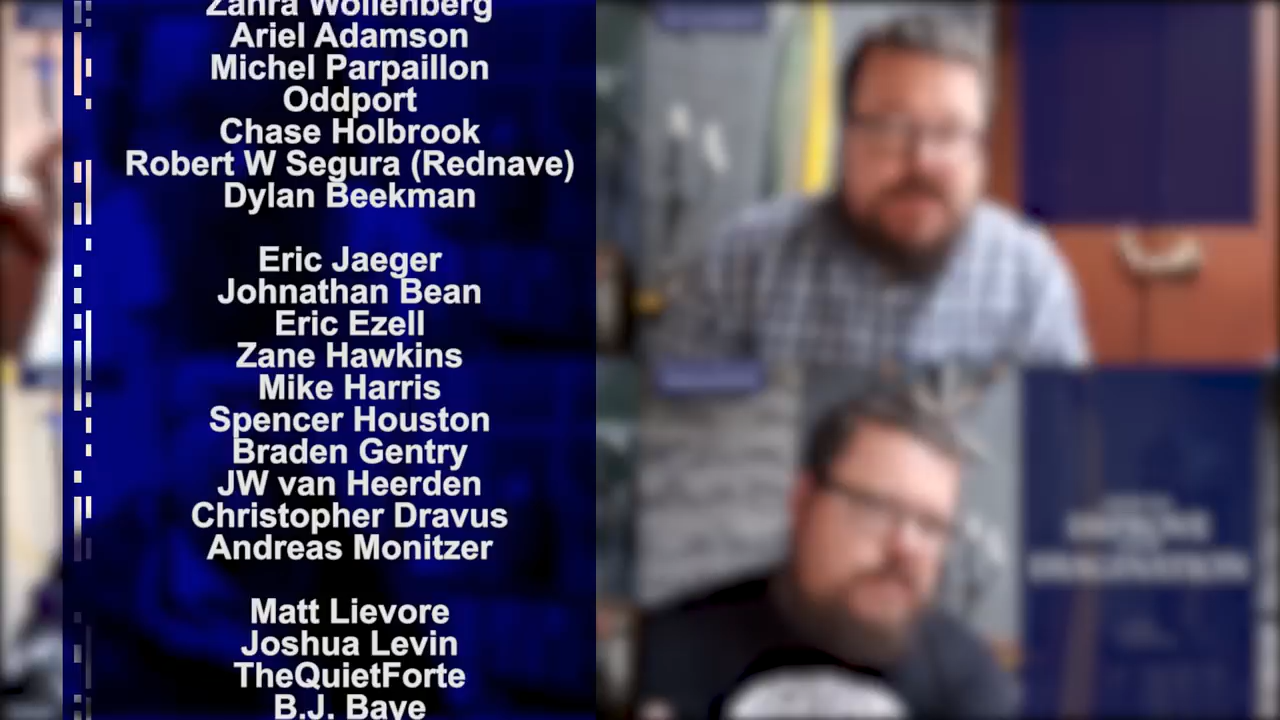 Zahra Wollenberg
Ariel Adamson
Michel Parpaillon
Oddport
Chase Holbrook
Robert W Segura (Rednave)
Dylan Beekman
Eric Jaeger
Johnathan Bean
Eric Ezell
Zane Hawkins
Mike Harris
Spencer Houston
Braden Gentry
JW van Heerden
Christopher Dravus
Andreas Monitzer
Matt Lievore
Joshua Levin
TheQuietForte
B.J. Baye